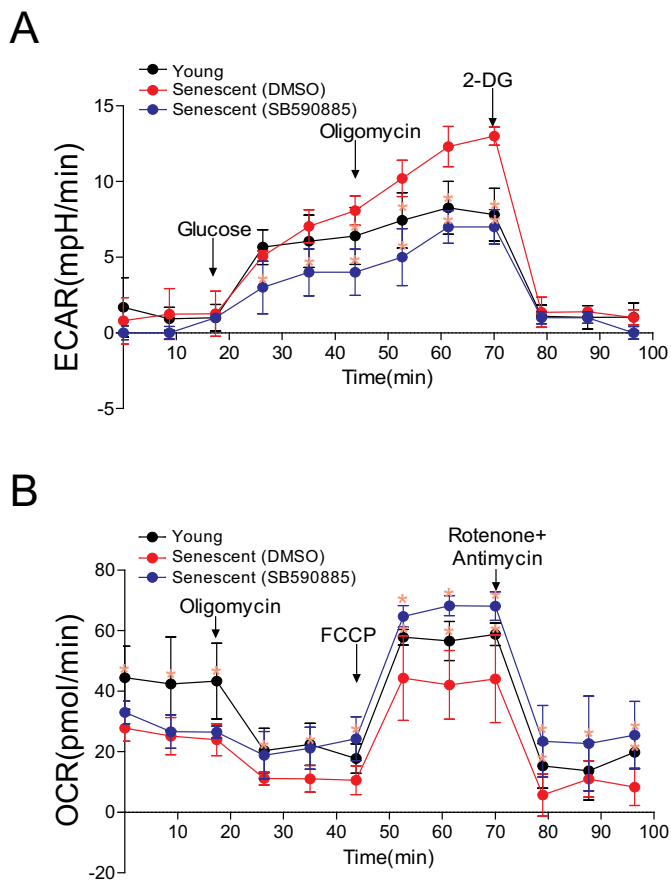 A
Young
Senescent (DMSO)
Senescent (SB590885)
2-DG
15
Oligomycin
10
Glucose
5
0
10 20 30 40 50 60 70 80 90 100
Time(min)
-5
ECAR(mpH/min)
B
Young
Senescent (DMSO)
Senescent (SB590885)
Rotenone+
Antimycin
80
Oligomycin
60
FCCP
40
20
0
10 20 30 40 50 60 70 80 90 100
Time(min)
-20
OCR(pmol/min)